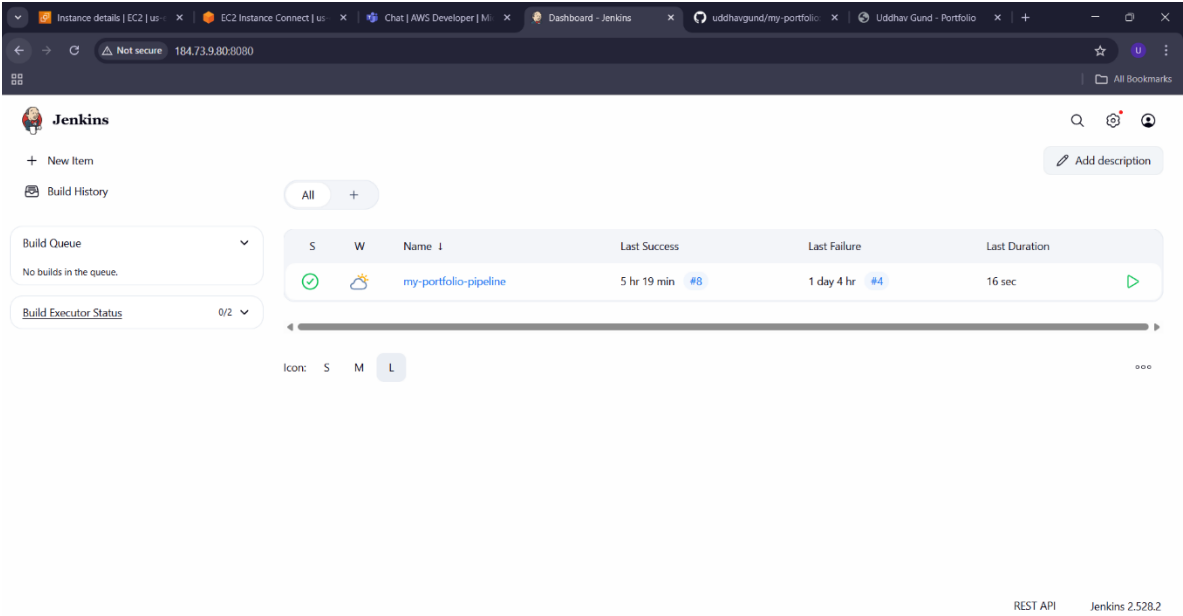 Instance details | EC2 | us-e
EC2 Instance Connect | us-
Chat | AWS Developer | Mi
Dashboard - Jenkins
uddhavgund/my-portfolio
Uddhav Gund - Portfolio
Not secure 184.73.9.80:8080
U
All Bookmarks
Jenkins
New Item
Add description
Build History
All +
Build Queue
No builds in the queue.
Build Executor Status 0/2
S W Name ↓ Last Success Last Failure Last Duration
my-portfolio-pipeline 5 hr 19 min #8 1 day 4 hr #4 16 sec
Icon: S M L
REST API Jenkins 2.528.2